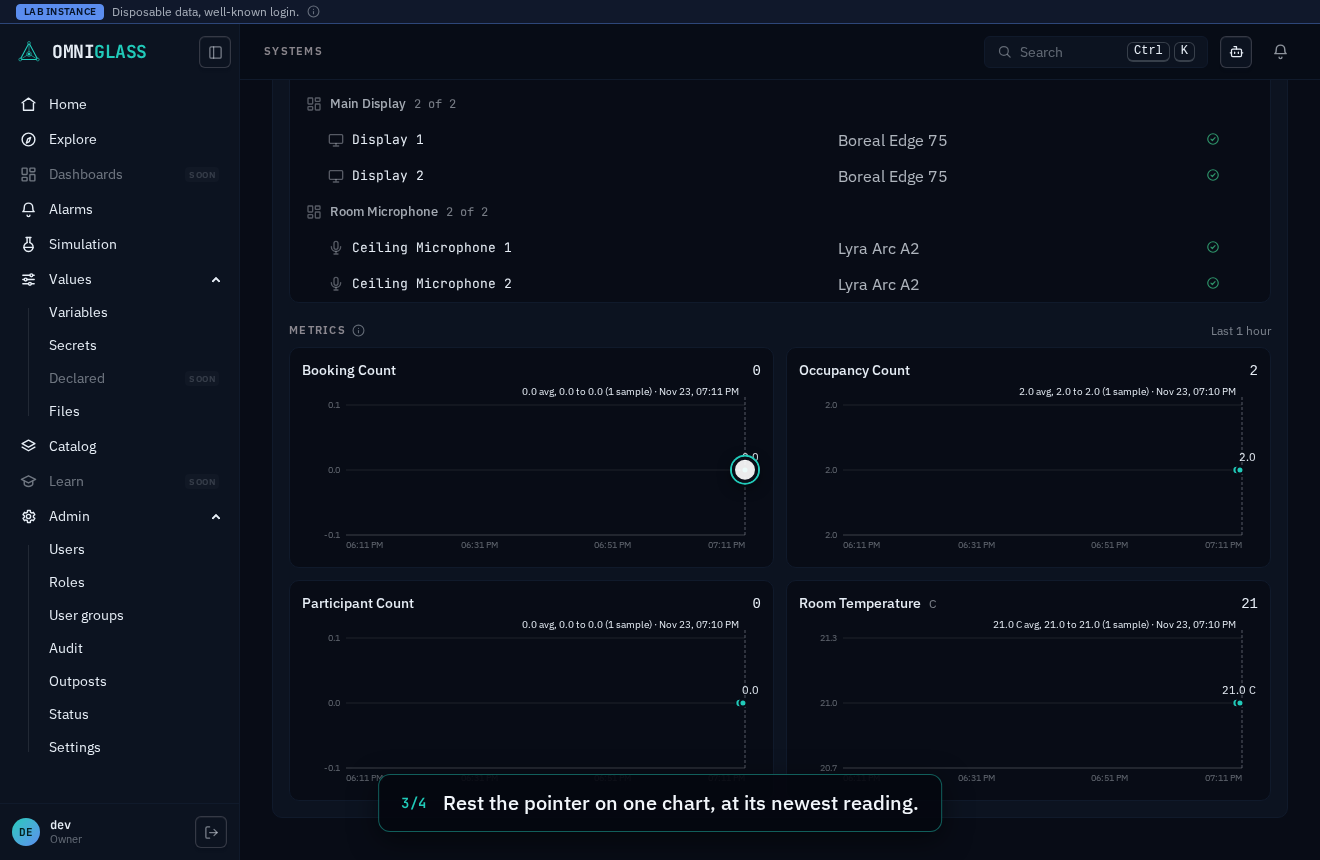 LAB INSTANCE Disposable data, well-known login.
OMNIGLASS
SYSTEMS
Search Ctrl K
Home
Explore
Dashboards SOON
Alarms
Simulation
Values
Variables
Secrets
Declared SOON
Files
Catalog
Learn SOON
Admin
Users
Roles
User groups
Audit
Outposts
Status
Settings
DE dev
Owner
Main Display 2 of 2
Display 1 Boreal Edge 75
Display 2 Boreal Edge 75
Room Microphone 2 of 2
Ceiling Microphone 1 Lyra Arc A2
Ceiling Microphone 2 Lyra Arc A2
METRICS Last 1 hour
Booking Count 0
0.0 avg, 0.0 to 0.0 (1 sample) · Nov 23, 07:11 PM
0.1
0.0
-0.1
06:11 PM 06:31 PM 06:51 PM 07:11 PM
Occupancy Count 2
2.0 avg, 2.0 to 2.0 (1 sample) · Nov 23, 07:10 PM
2.0
2.0
2.0
2.0
06:11 PM 06:31 PM 06:51 PM 07:11 PM
Participant Count 0
0.0 avg, 0.0 to 0.0 (1 sample) · Nov 23, 07:10 PM
0.1
0.0
0.0
-0.1
06:11 PM
Room Temperature C 21
21.0 C avg, 21.0 to 21.0 (1 sample) · Nov 23, 07:10 PM
21.3
21.0 C
21.0
20.7
06:31 PM 06:51 PM 07:11 PM
3/4 Rest the pointer on one chart, at its newest reading.